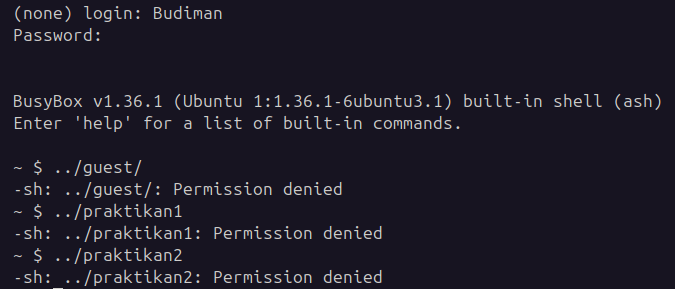 (none) login: Budiman
Password:
BusyBox v1.36.1 (Ubuntu 1:1.36.1-6ubuntu3.1) built-in shell (ash)
Enter 'help' for a list of built-in commands.
~ $ ../guest/
-sh: ../guest/: Permission denied
~ $ ../praktikan1
-sh: ../praktikan1: Permission denied
~ $ ../praktikan2
-sh: ../praktikan2: Permission denied